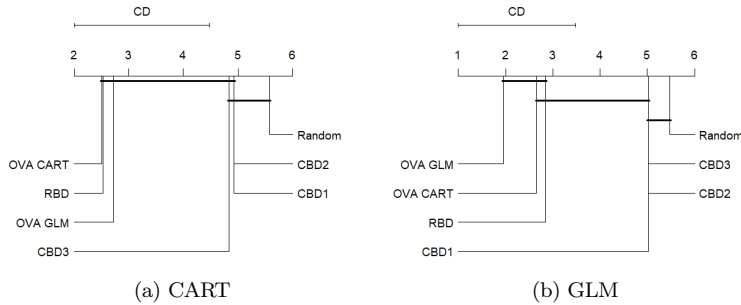 CD
2 3 4 5 6
Random
OVA CART
CBD2
RBD
CBD1
OVA GLM
CBD3
(a) CART
CD
1 2 3 4 5 6
Random
OVA GLM
CBD3
OVA CART
CBD2
RBD
CBD1
(b) GLM